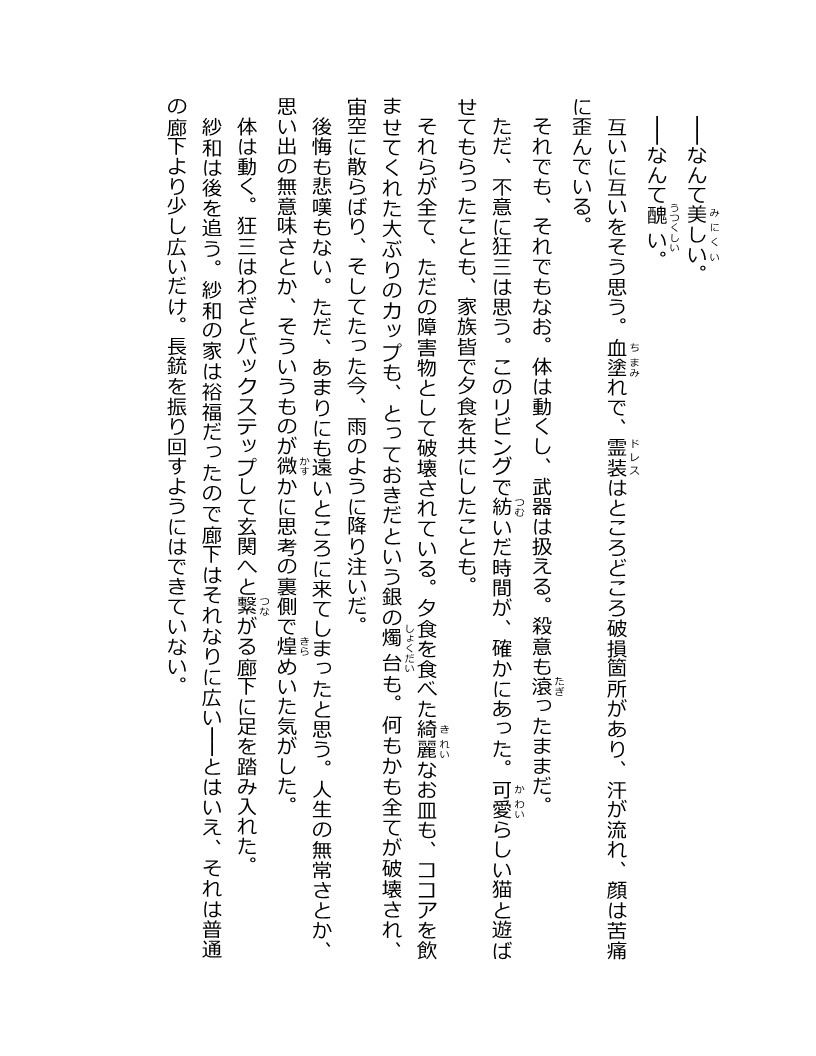 ――なんて美しい。
――なんて醜い。
互いに互いをそう思う。血塗れで、霊装はところどころ破損箇所があり、汗が流れ、顔は苦痛
に歪んでいる。
それでも、それでもなお。体は動くし、武器は扱える。殺意も滾ったままだ。
ただ、不意に狂三は思う。このリビングで紡いだ時間が、確かにあった。可愛らしい猫と遊ば
せてもらったことも、家族皆で夕食を共にしたことも。
それらが全て、ただの障害物として破壊されている。夕食を食べた綺麗なお皿も、ココアを飲
ませてくれた大ぶりのカップも、とっておきだという銀の燭台も。何もかも全てが破壊され、
宙空に散らばり、そしてたった今、雨のように降り注いだ。
後悔も悲嘆もない。ただ、あまりにも遠いところに来てしまったと思う。人生の無常さとか、
思い出の無意味さとか、そういうものが微かに思考の裏側で煌めいた気がした。
体は動く。狂三はわざとバックステップして玄関へと繋がる廊下に足を踏み入れた。
紗和は後を追う。紗和の家は裕福だったので廊下はそれなりに広い――とはいえ、それは普通
の廊下より少し広いだけ。長銃を振り回すようにはできていない。